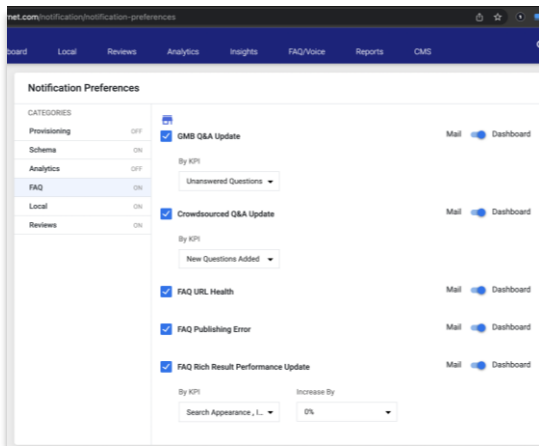 rnet.com/notification/notification-preferences
board Local Reviews Analytics Insights FAQ/Voice Reports CMS
Notification Preferences
CATEGORIES
Provisioning OFF
Schema ON
Analytics OFF
FAQ ON
Local ON
Reviews ON
GMB Q&A Update Mail Dashboard
By KPI
Unanswered Questions
Crowdsourced Q&A Update Mail Dashboard
By KPI
New Questions Added
FAQ URL Health Mail Dashboard
FAQ Publishing Error Mail Dashboard
FAQ Rich Result Performance Update Mail Dashboard
By KPI Increase By
Search Appearance , I... 0%